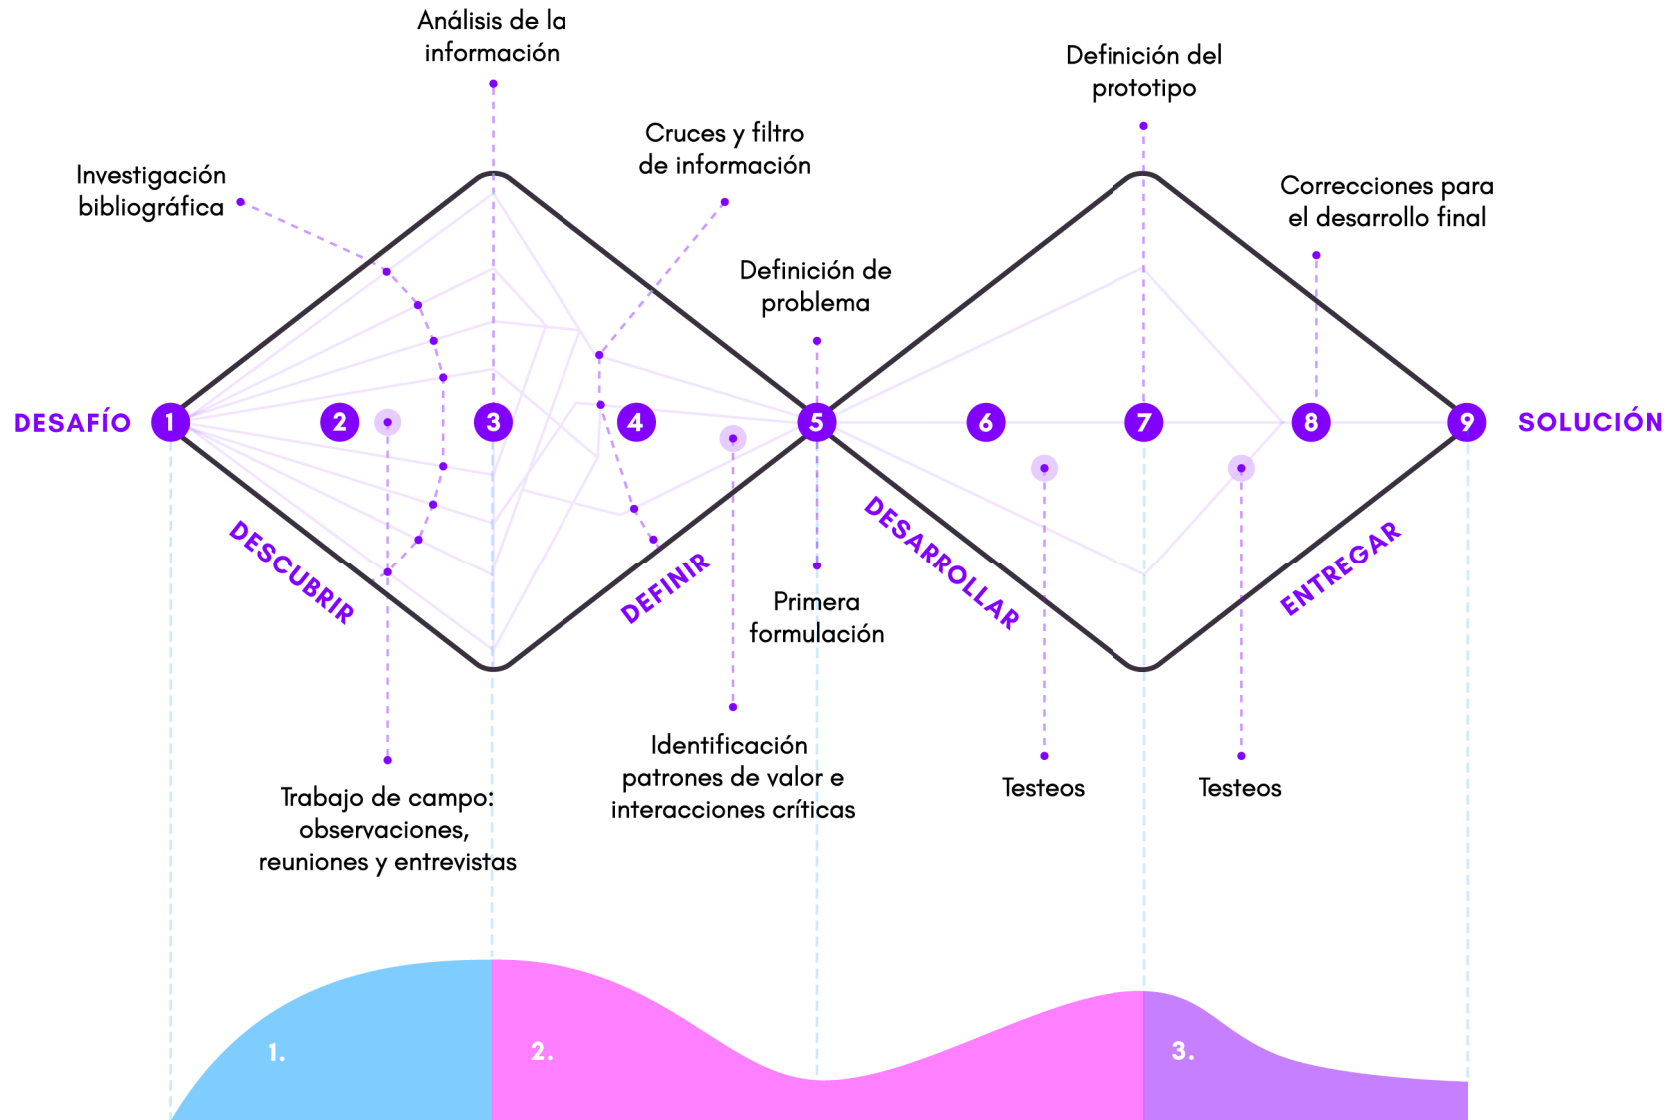 Análisis de la
información
Definición del
prototipo
Cruces y filtro
de información
Investigación
bibliográfica
Correcciones para
el desarrollo final
Definición de
problema
DESAFÍO
1
2
3
4
5
6
7
8
9
SOLUCIÓN
DESCUBRIR
DEFINIR
DESARROLLAR
ENTREGAR
Primera
formulación
Identificación
patrones de valor e
interacciones críticas
Testeos
Testeos
Trabajo de campo:
observaciones,
reuniones y entrevistas
1.
2.
3.